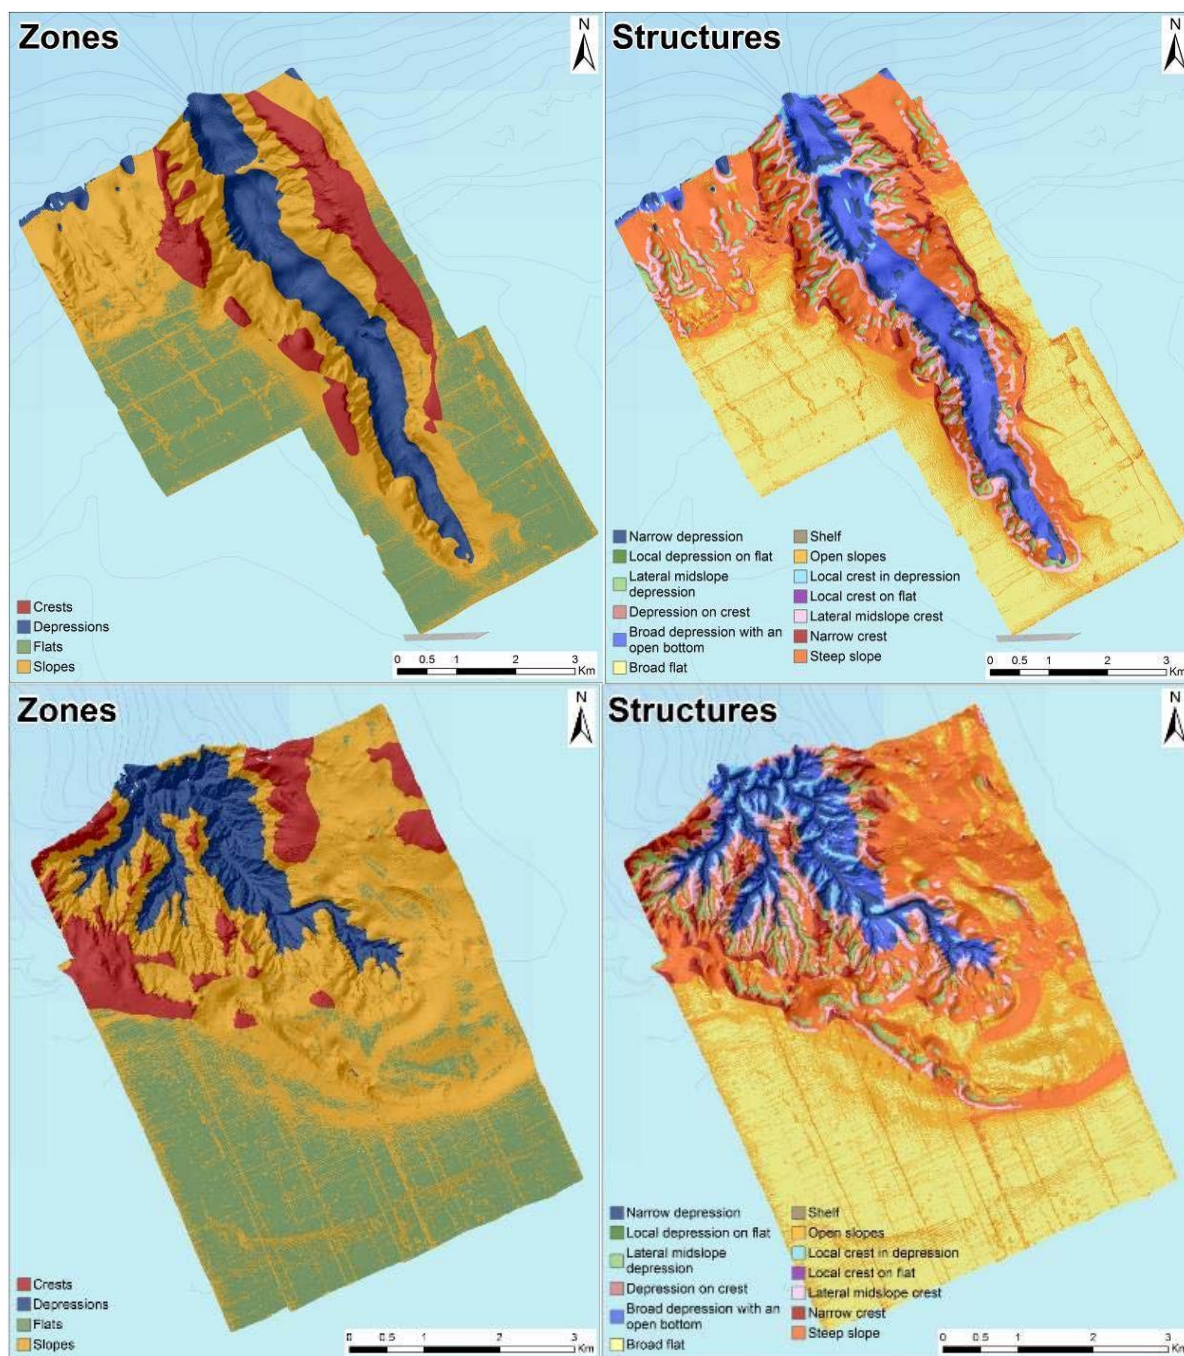 Zones
N
Crests
Depressions
Flats
Slopes
0 0.5 1 2 3
Km
Structures
N
Narrow depression
Local depression on flat
Lateral midslope
depression
Depression on crest
Broad depression with an
open bottom
Broad flat
Shelf
Open slopes
Local crest in depression
Local crest on flat
Lateral midslope crest
Narrow crest
Steep slope
0 0.5 1 2 3
Km
Zones
N
Crests
Depressions
Flats
Slopes
0 0.5 1 2 3
Km
Structures
N
Narrow depression
Local depression on flat
Lateral midslope
depression
Depression on crest
Broad depression with an
open bottom
Broad flat
Shelf
Open slopes
Local crest in depression
Local crest on flat
Lateral midslope crest
Narrow crest
Steep slope
0 0.5 1 2 3
Km